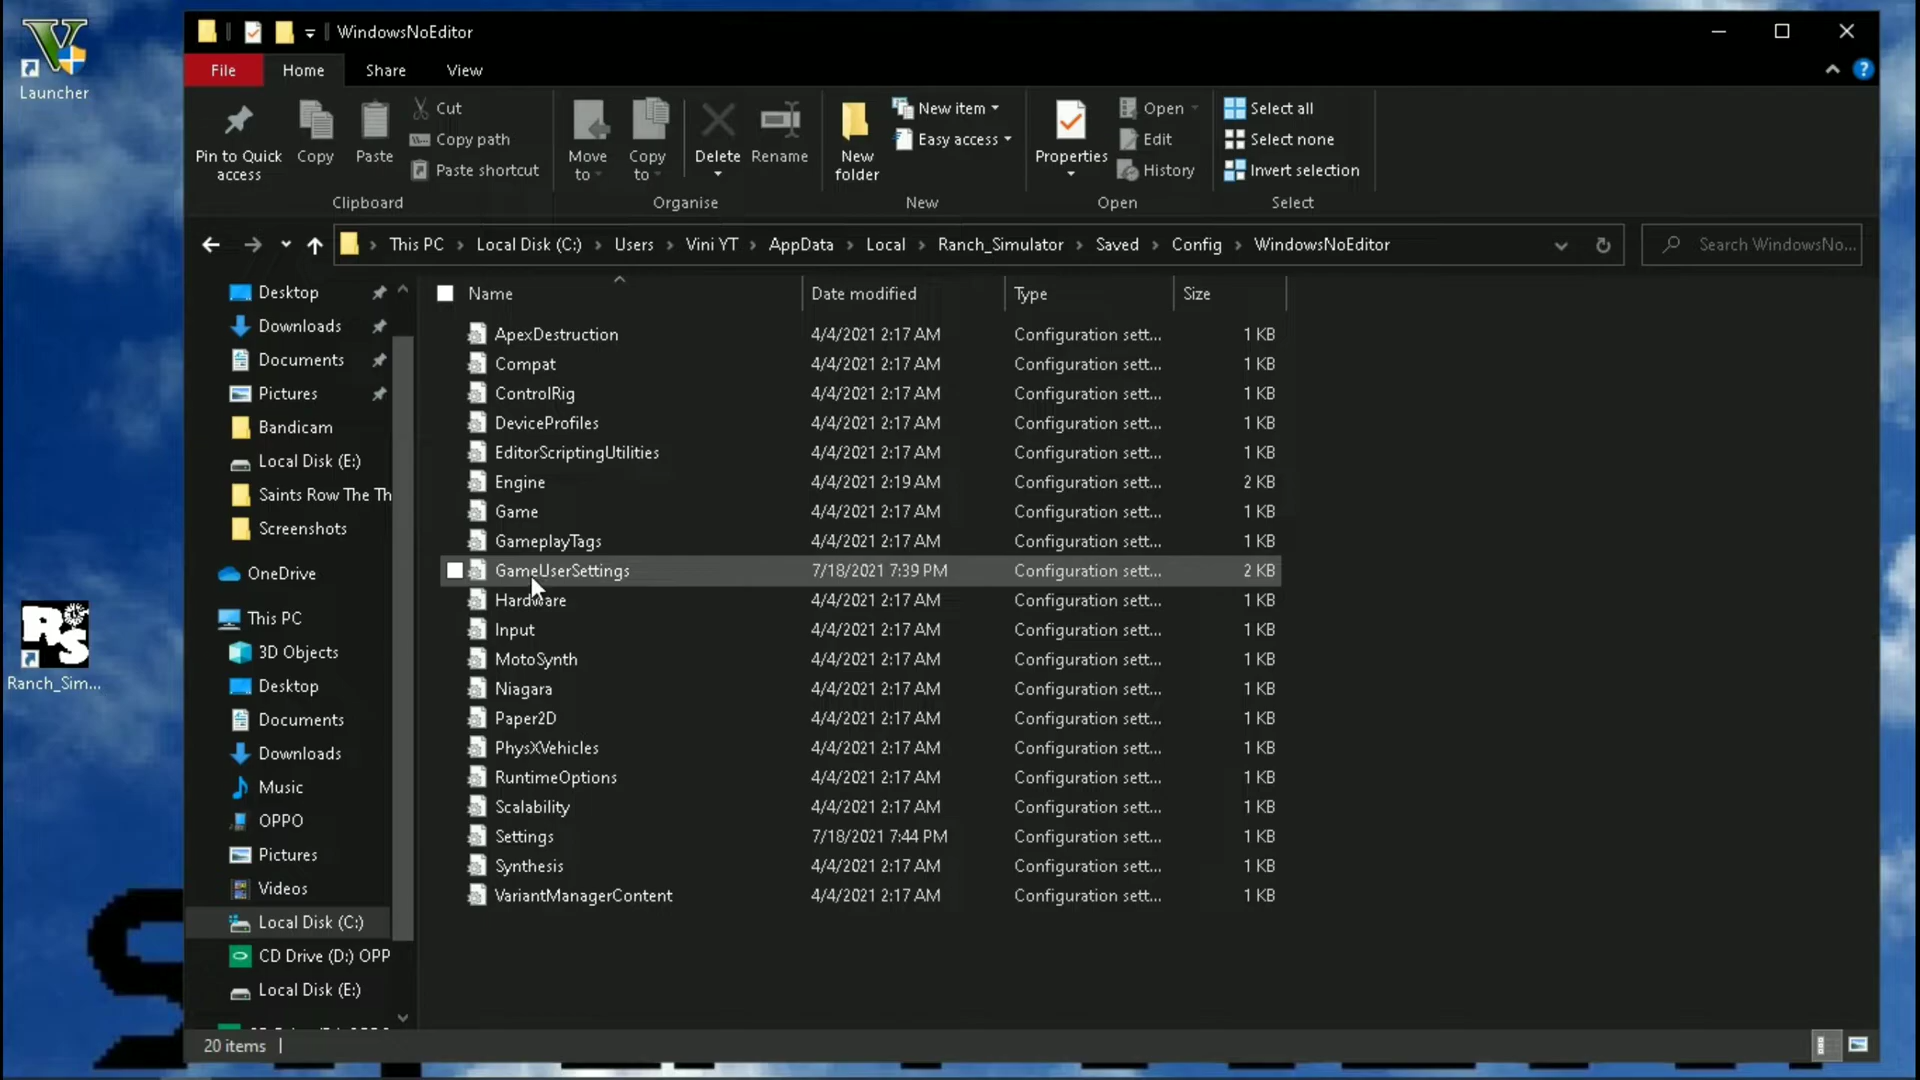 WindowsNoEditor
File Home Share View
Launcher
Pin to Quick access
Copy
Paste
Cut
Copy path
Paste shortcut
Clipboard
Move to
Copy to
Delete
Rename
Organise
New folder
New item
Easy access
New
Properties
Open
Edit
History
Open
Select all
Select none
Invert selection
Select
This PC Local Disk (C:) Users Vini YT AppData Local Ranch_Simulator Saved Config WindowsNoEditor
Search WindowsNo...
Desktop
Downloads
Documents
Pictures
Bandicam
Local Disk (E:)
Saints Row The Th
Screenshots
OneDrive
This PC
3D Objects
Desktop
Documents
Downloads
Music
OPPO
Pictures
Videos
Local Disk (C:)
CD Drive (D:) OPP
Local Disk (E:)
RS
Ranch_Sim...
Name Date modified Type Size
ApexDestruction 4/4/2021 2:17 AM Configuration sett... 1 KB
Compat 4/4/2021 2:17 AM Configuration sett... 1 KB
ControlRig 4/4/2021 2:17 AM Configuration sett... 1 KB
DeviceProfiles 4/4/2021 2:17 AM Configuration sett... 1 KB
EditorScriptingUtilities 4/4/2021 2:17 AM Configuration sett... 1 KB
Engine 4/4/2021 2:19 AM Configuration sett... 2 KB
Game 4/4/2021 2:17 AM Configuration sett... 1 KB
GameplayTags 4/4/2021 2:17 AM Configuration sett... 1 KB
GameUserSettings 7/18/2021 7:39 PM Configuration sett... 2 KB
Hardware 4/4/2021 2:17 AM Configuration sett... 1 KB
Input 4/4/2021 2:17 AM Configuration sett... 1 KB
MotoSynth 4/4/2021 2:17 AM Configuration sett... 1 KB
Niagara 4/4/2021 2:17 AM Configuration sett... 1 KB
Paper2D 4/4/2021 2:17 AM Configuration sett... 1 KB
PhysXVehicles 4/4/2021 2:17 AM Configuration sett... 1 KB
RuntimeOptions 4/4/2021 2:17 AM Configuration sett... 1 KB
Scalability 4/4/2021 2:17 AM Configuration sett... 1 KB
Settings 7/18/2021 7:44 PM Configuration sett... 1 KB
Synthesis 4/4/2021 2:17 AM Configuration sett... 1 KB
VariantManagerContent 4/4/2021 2:17 AM Configuration sett... 1 KB
20 items